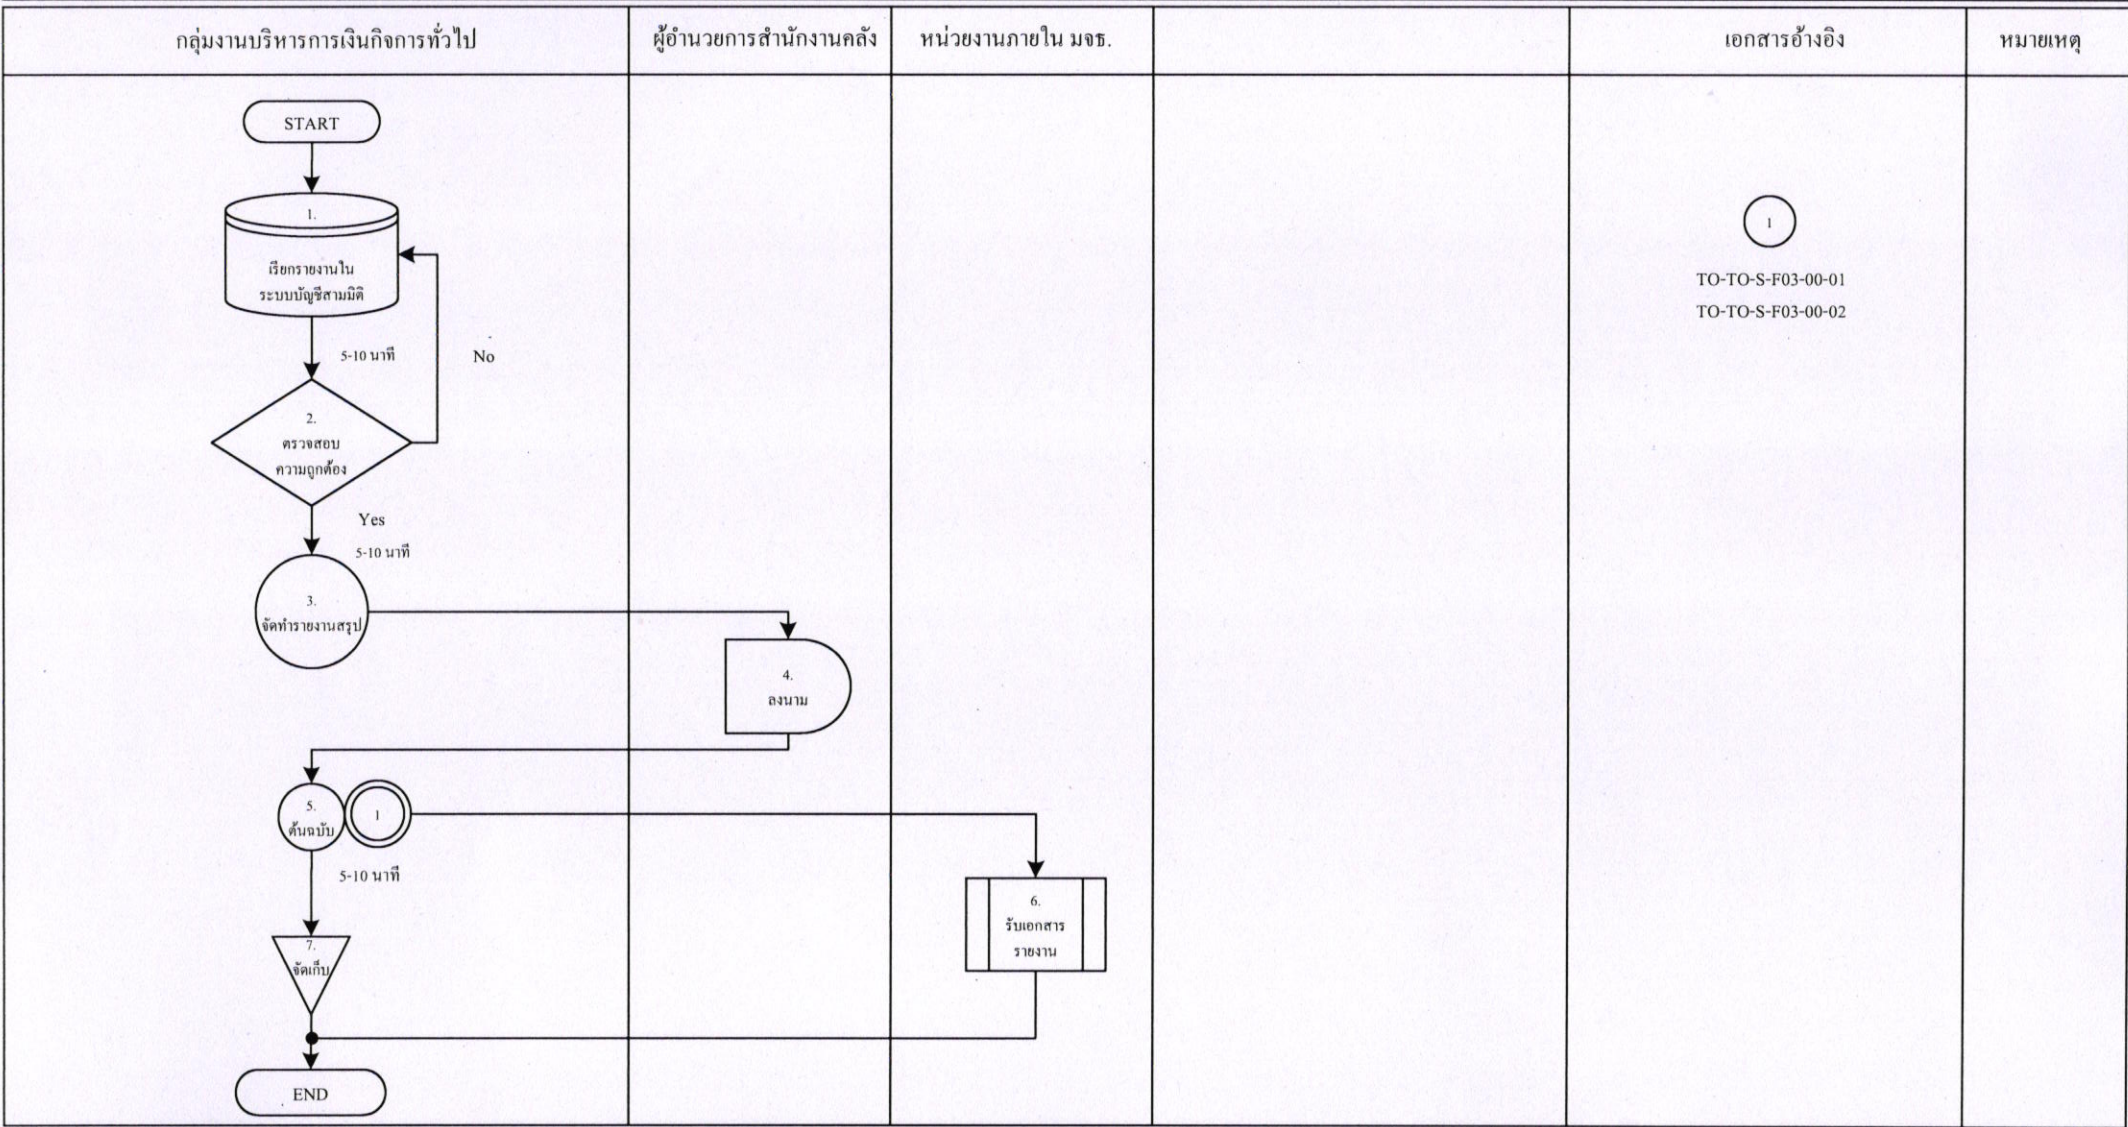 กลุ่มงานบริหารการเงินกิจการทั่วไป
ผู้อำนวยการสำนักงานคลัง
หน่วยงานภายใน มจธ.
เอกสารอ้างอิง
หมายเหตุ
START
1.
เรียกรายงานใน
ระบบบัญชีสามมิติ
1
TO-TO-S-F03-00-01
TO-TO-S-F03-00-02
5-10 นาที
No
2.
ตรวจสอบ
ความถูกต้อง
Yes
5-10 นาที
3.
จัดทำรายงานสรุป
4.
ลงนาม
5.
ต้นฉบับ
1
5-10 นาที
6.
รับเอกสาร
รายงาน
7.
จัดเก็บ
END